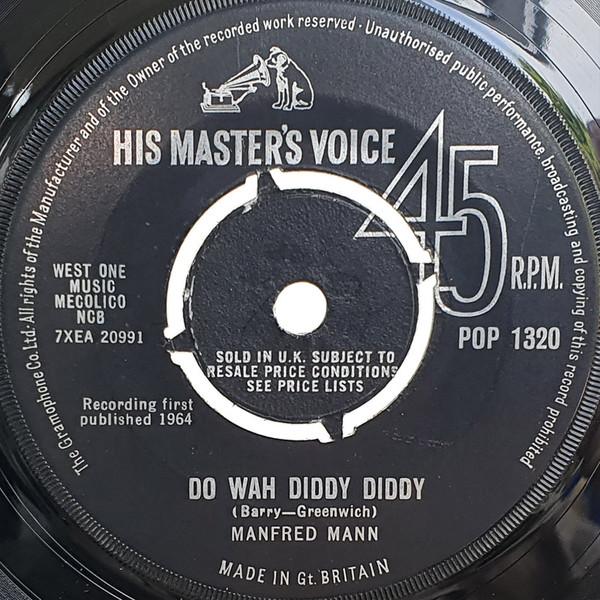 The Gramophone Co. Ltd. All rights of the Manufacturer and of the Owner of the recorded work reserved · Unauthorised public performance, broadcasting and copying of this record prohibited
HIS MASTER'S VOICE
45
R.P.M.
WEST ONE
MUSIC
MECOLICO
NCB
7XEA 20991
POP 1320
SOLD IN U.K. SUBJECT TO
RESALE PRICE CONDITIONS
SEE PRICE LISTS
Recording first
published 1964
DO WAH DIDDY DIDDY
(Barry—Greenwich)
MANFRED MANN
MADE IN Gt. BRITAIN